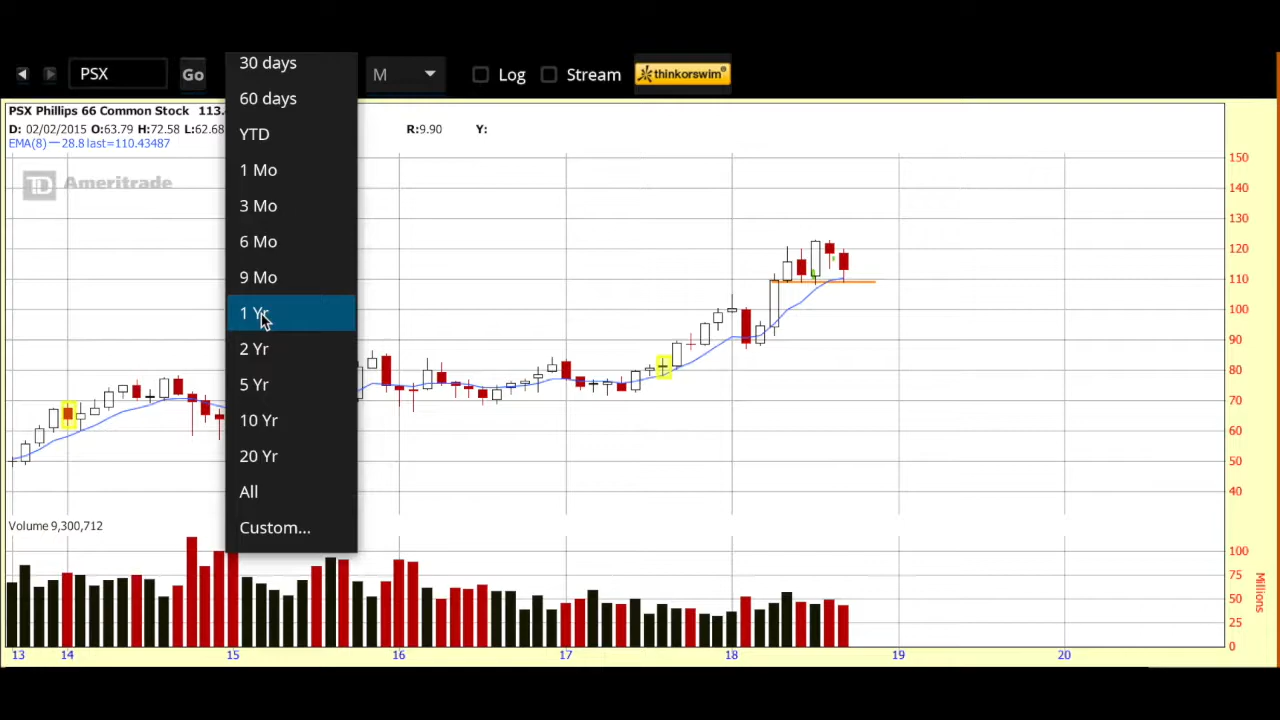 PSX Go M Log Stream thinkorswim®
30 days
60 days
YTD
1 Mo
3 Mo
6 Mo
9 Mo
1 Yr
2 Yr
5 Yr
10 Yr
20 Yr
All
Custom...
PSX Phillips 66 Common Stock 113.
D: 02/02/2015 O:63.79 H:72.58 L:62.68 R:9.90 Y:
EMA(8) — 28.8 last=110.43487
TD Ameritrade
150
140
130
120
110
100
90
80
70
60
50
40
Volume 9,300,712
100
75
50
25
0
Millions
13 14 15 16 17 18 19 20